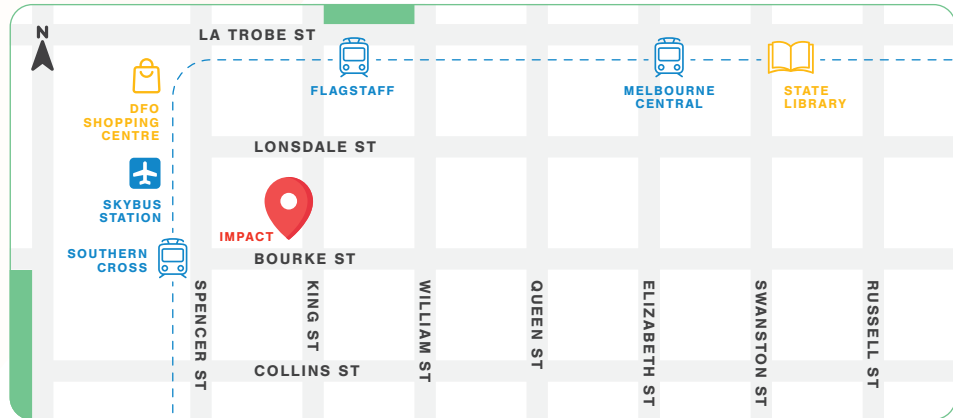 N
LA TROBE ST
FLAGSTAFF
MELBOURNE
CENTRAL
STATE
LIBRARY
DFO
SHOPPING
CENTRE
LONSDALE ST
SKYBUS
STATION
IMPACT
SOUTHERN
CROSS
BOURKE ST
SPENCER ST
KING ST
WILLIAM ST
QUEEN ST
ELIZABETH ST
SWANSTON ST
RUSSELL ST
COLLINS ST